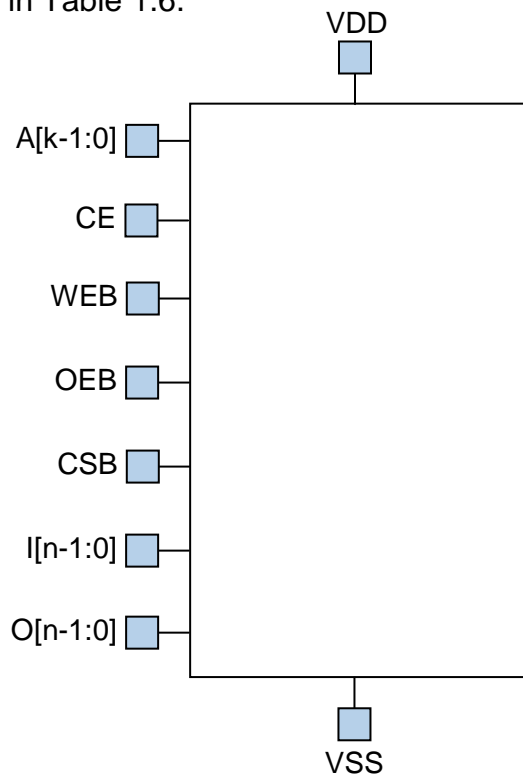 in Table 1.6.
VDD
A[k-1:0]
CE
WEB
OEB
CSB
I[n-1:0]
O[n-1:0]
VSS